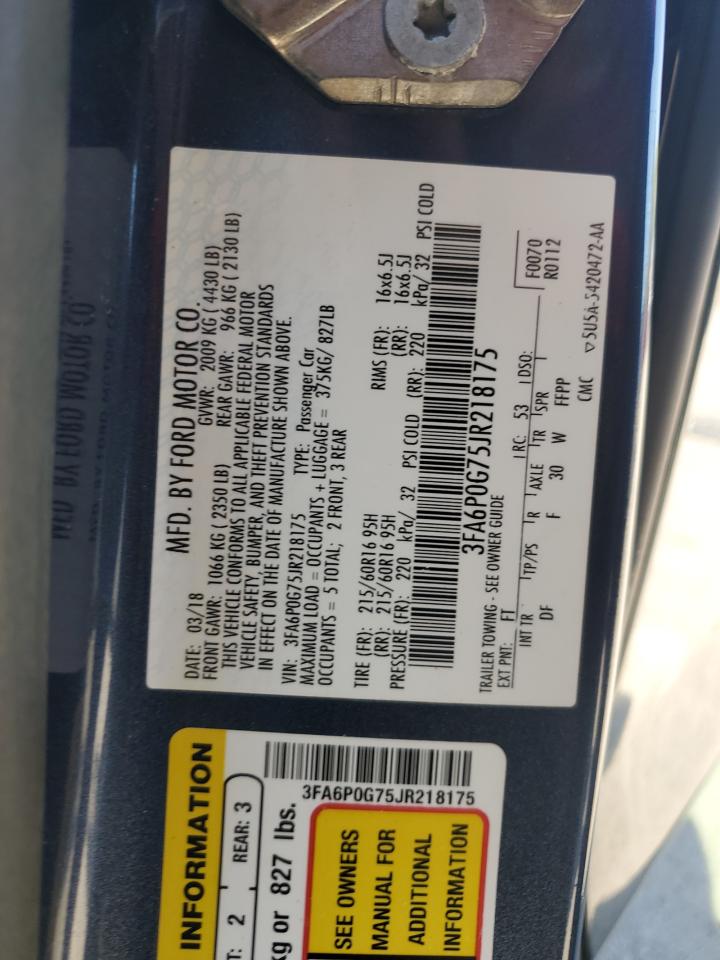 MFD. BY FORD MOTOR CO.
DATE: 03/18 GVWR: 2009 KG ( 4430 LB)
FRONT GAWR: 1066 KG ( 2350 LB) REAR GAWR: 966 KG ( 2130 LB)
THIS VEHICLE CONFORMS TO ALL APPLICABLE FEDERAL MOTOR
VEHICLE SAFETY, BUMPER, AND THEFT PREVENTION STANDARDS
IN EFFECT ON THE DATE OF MANUFACTURE SHOWN ABOVE.
VIN: 3FA6P0G75JR218175 TYPE: Passenger Car
MAXIMUM LOAD = OCCUPANTS + LUGGAGE = 375KG/ 827LB
OCCUPANTS = 5 TOTAL; 2 FRONT, 3 REAR
TIRE (FR): 215/60R16 95H RIMS (FR): 16x6.5J
(RR): 215/60R16 95H (RR): 16x6.5J
PRESSURE (FR): 220 kPa/ 32 PSI COLD (RR): 220 kPa/ 32 PSI COLD
3FA6P0G75JR218175
TRAILER TOWING - SEE OWNER GUIDE
EXT PNT: FT RC: 53 DSO: F0070
INT TR TP/PS R AXLE TR SPR R0112
DF F 30 W FFPP
CMC ▽5U5A-5420472-AA
INFORMATION
T: 2 REAR: 3
kg or 827 lbs.
3FA6P0G75JR218175
SEE OWNERS
MANUAL FOR
ADDITIONAL
INFORMATION